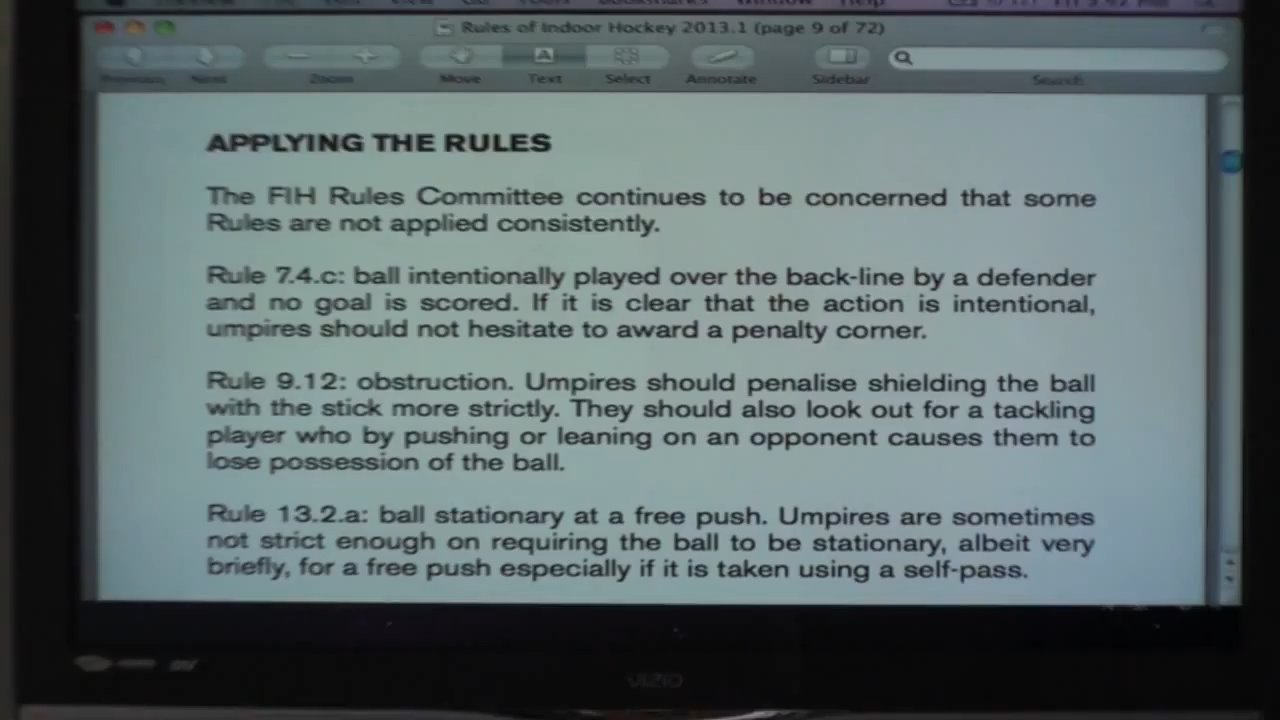 Help
Rules of Indoor Hockey 2013.1 (page 9 of 72)
Previous Next Zoom Move Text Select Annotate Sidebar Search
APPLYING THE RULES
The FIH Rules Committee continues to be concerned that some
Rules are not applied consistently.
Rule 7.4.c: ball intentionally played over the back-line by a defender
and no goal is scored. If it is clear that the action is intentional,
umpires should not hesitate to award a penalty corner.
Rule 9.12: obstruction. Umpires should penalise shielding the ball
with the stick more strictly. They should also look out for a tackling
player who by pushing or leaning on an opponent causes them to
lose possession of the ball.
Rule 13.2.a: ball stationary at a free push. Umpires are sometimes
not strict enough on requiring the ball to be stationary, albeit very
briefly, for a free push especially if it is taken using a self-pass.
VIZIO